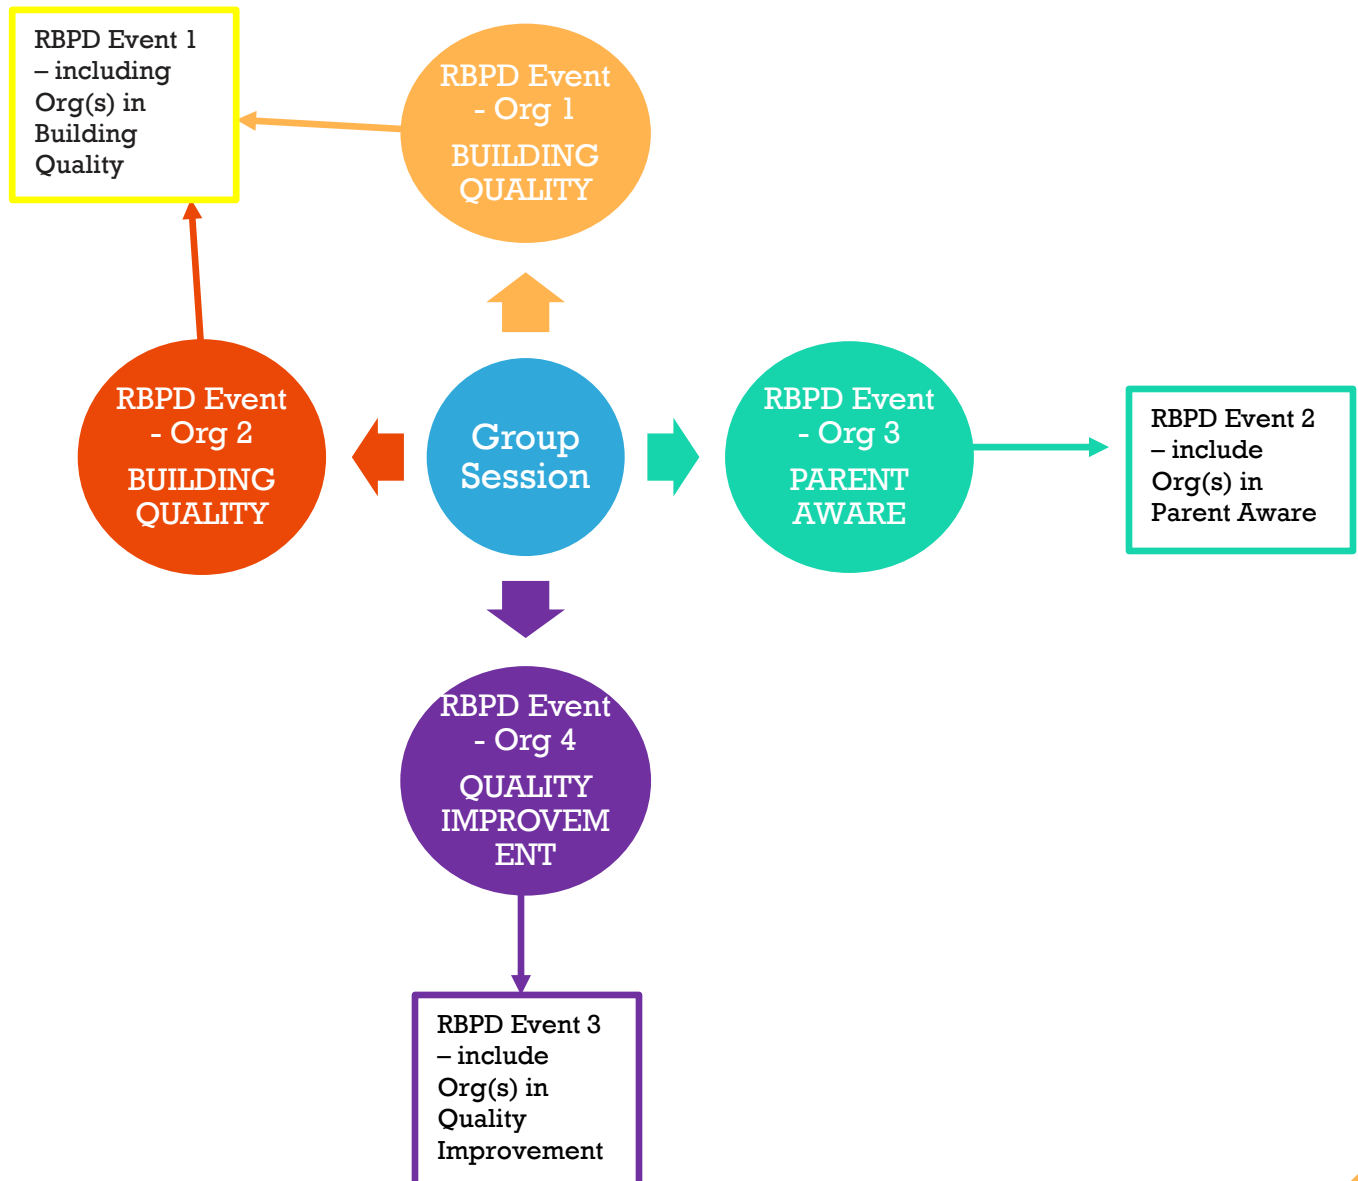 RBPD Event 1
– including
Org(s) in
Building
Quality
RBPD Event
- Org 1
BUILDING
QUALITY
RBPD Event
- Org 2
BUILDING
QUALITY
Group
Session
RBPD Event
- Org 3
PARENT
AWARE
RBPD Event 2
– include
Org(s) in
Parent Aware
RBPD Event
- Org 4
QUALITY
IMPROVEM
ENT
RBPD Event 3
– include
Org(s) in
Quality
Improvement